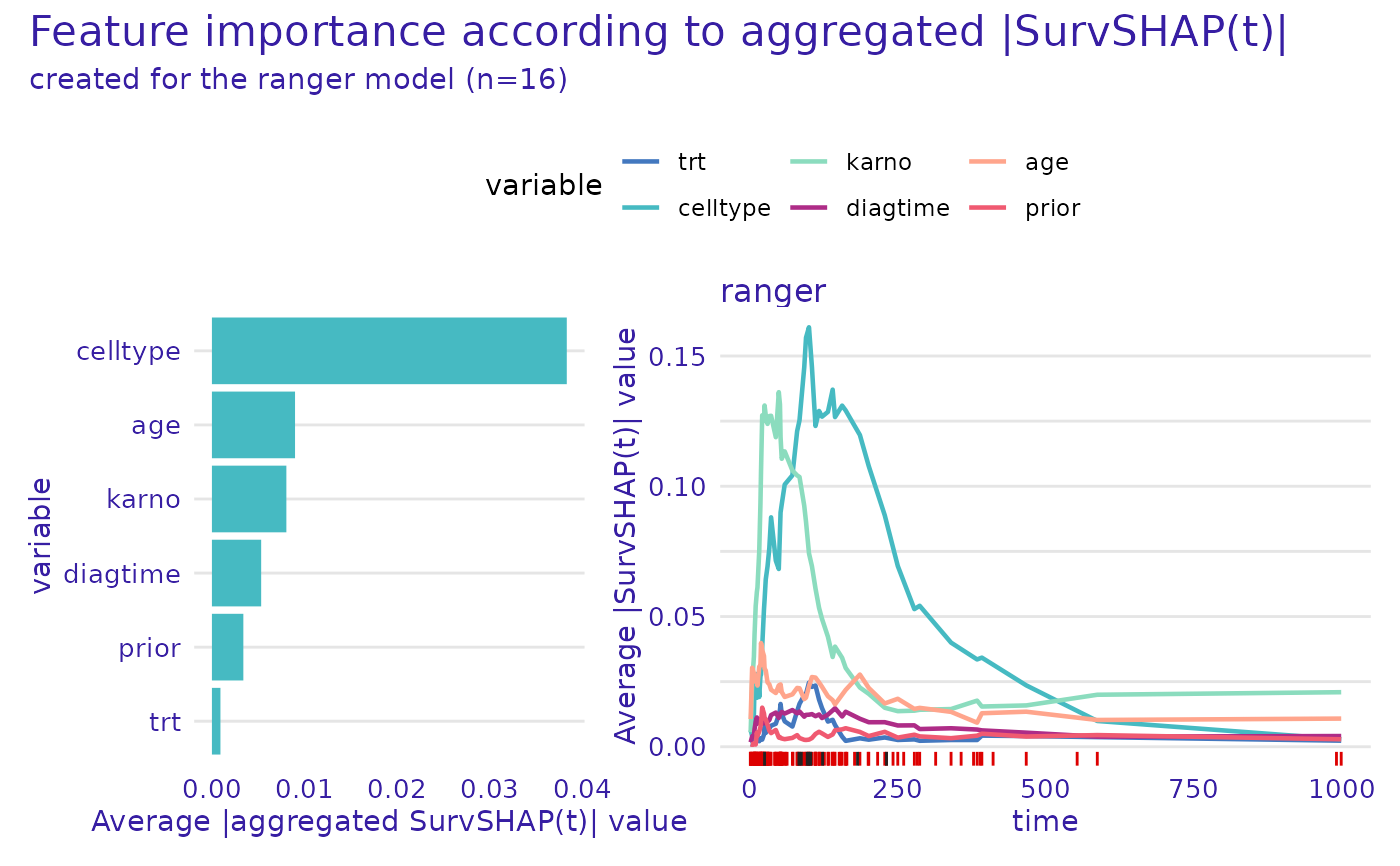 Feature importance according to aggregated |SurvSHAP(t)|
created for the ranger model (n=16)
variable
trt
karno
age
celltype
diagtime
prior
variable
celltype
age
karno
diagtime
prior
trt
0.00 0.01 0.02 0.03 0.04
Average |aggregated SurvSHAP(t)| value
ranger
Average |SurvSHAP(t)| value
0.15
0.10
0.05
0.00
0 250 500 750 1000
time